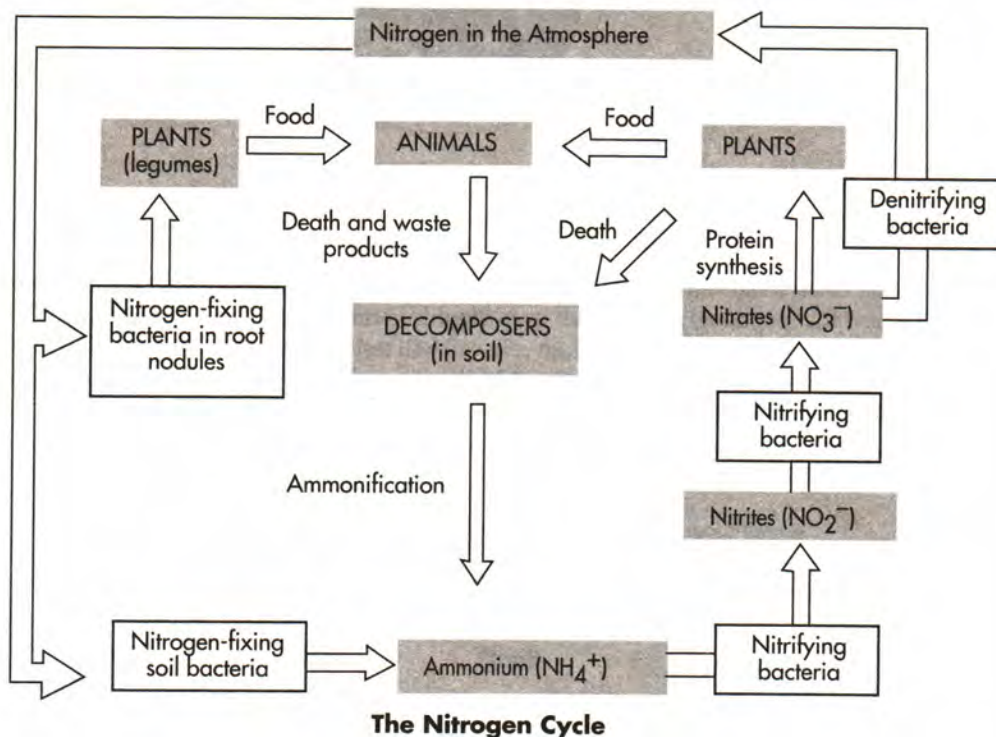 Nitrogen in the Atmosphere
Food
Food
PLANTS
(legumes)
ANIMALS
PLANTS
Denitrifying
bacteria
Death and waste
products
Death
Protein
synthesis
Nitrogen-fixing
bacteria in root
nodules
DECOMPOSERS
(in soil)
Nitrates (NO₃⁻)
Nitrifying
bacteria
Ammonification
Nitrites (NO₂⁻)
Nitrogen-fixing
soil bacteria
Ammonium (NH₄⁺)
Nitrifying
bacteria
The Nitrogen Cycle